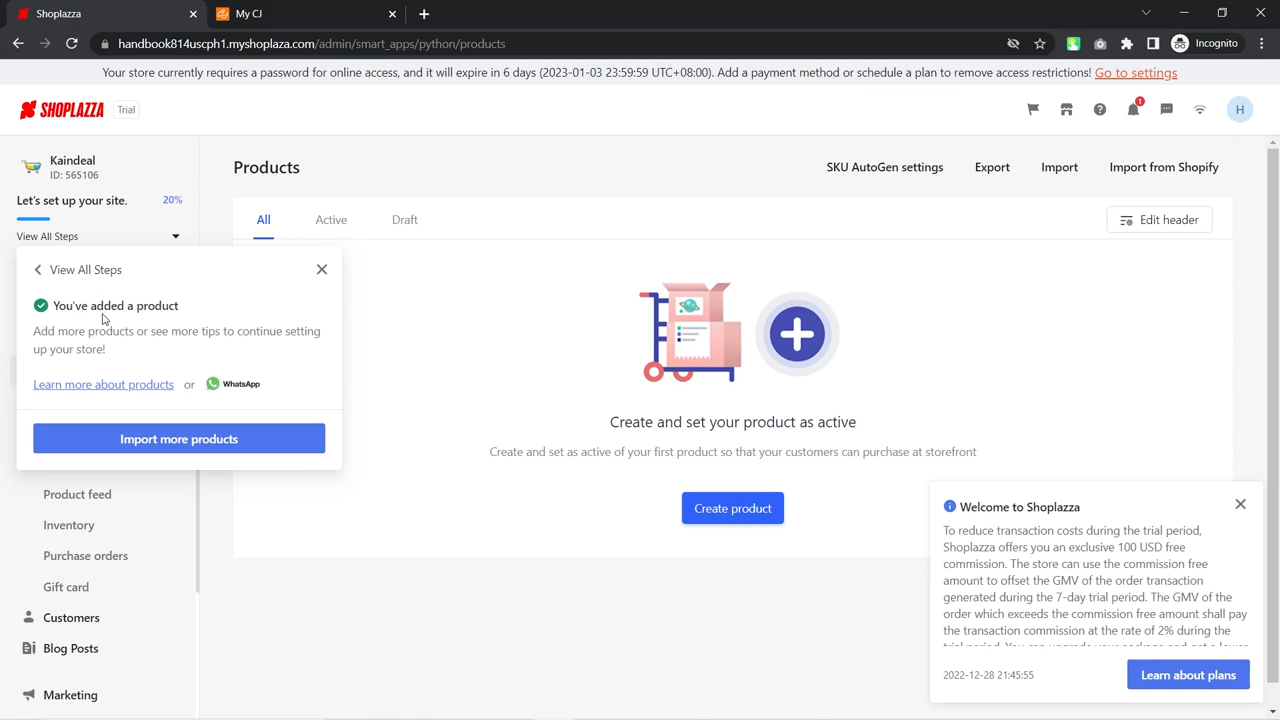 Shoplazza
My CJ
handbook814uscph1.myshoplaza.com/admin/smart_apps/python/products
Incognito
Your store currently requires a password for online access, and it will expire in 6 days (2023-01-03 23:59:59 UTC+08:00). Add a payment method or schedule a plan to remove access restrictions! Go to settings
SHOPLAZZA
Trial
1
H
Kaindeal
ID: 565106
Let's set up your site. 20%
View All Steps
View All Steps
You've added a product
Add more products or see more tips to continue setting
up your store!
Learn more about products or WhatsApp
Import more products
Product feed
Inventory
Purchase orders
Gift card
Customers
Blog Posts
Marketing
Products
SKU AutoGen settings Export Import Import from Shopify
All Active Draft
Edit header
Create and set your product as active
Create and set as active of your first product so that your customers can purchase at storefront
Create product
Welcome to Shoplazza
To reduce transaction costs during the trial period,
Shoplazza offers you an exclusive 100 USD free
commission. The store can use the commission free
amount to offset the GMV of the order transaction
generated during the 7-day trial period. The GMV of the
order which exceeds the commission free amount shall pay
the transaction commission at the rate of 2% during the
2022-12-28 21:45:55
Learn about plans